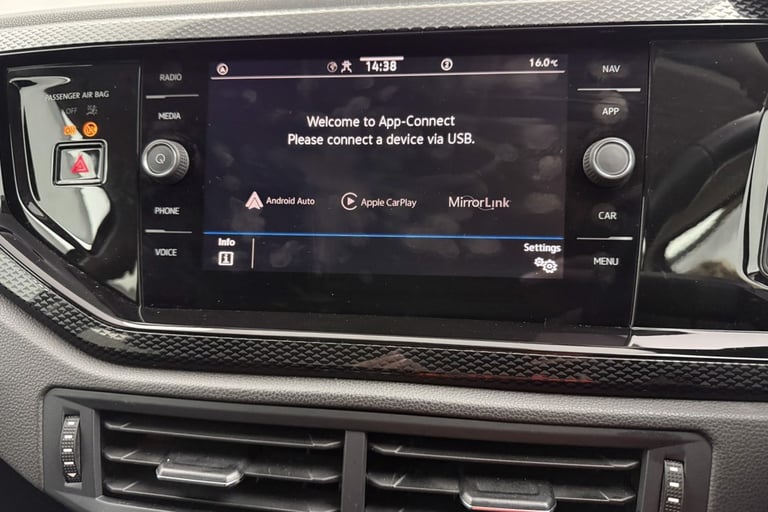 PASSENGER AIR BAG
OFF
ON
RADIO
MEDIA
PHONE
VOICE
14:38
16.0°C
Welcome to App-Connect
Please connect a device via USB.
Android Auto
Apple CarPlay
MirrorLink
Info
Settings
NAV
APP
CAR
MENU